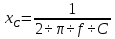 x_C = 1 / (2 ÷ π ÷ f ÷ C)